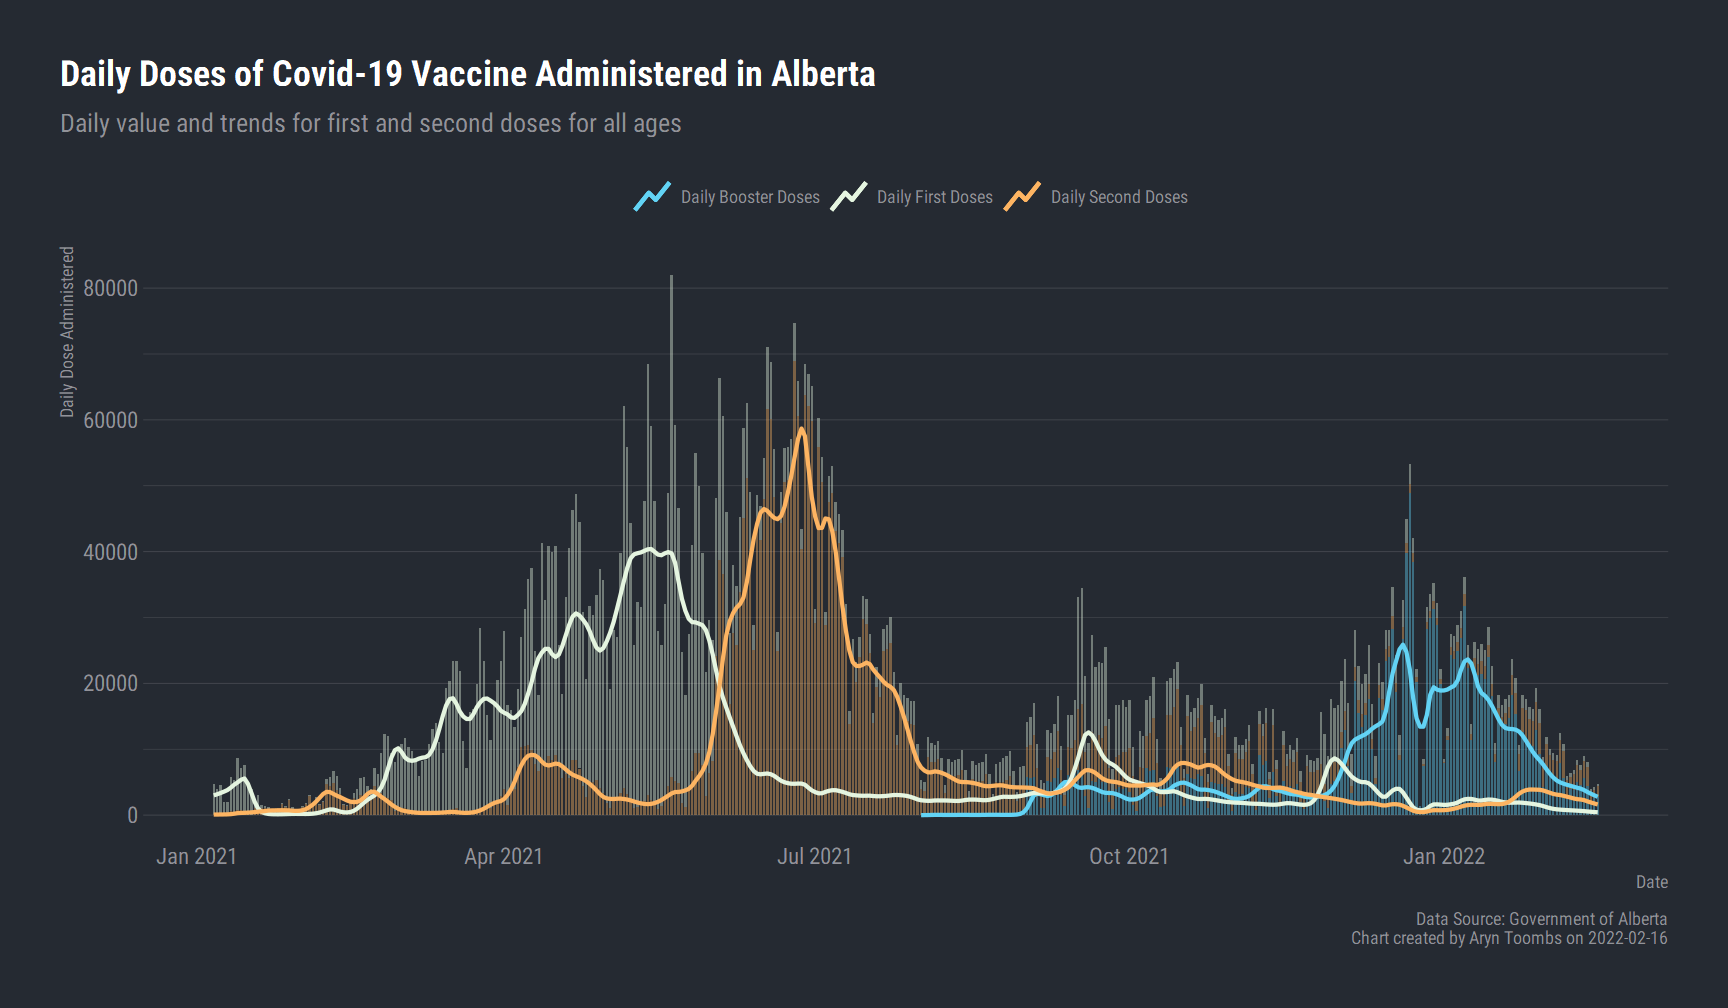 Daily Doses of Covid-19 Vaccine Administered in Alberta
Daily value and trends for first and second doses for all ages
Daily Booster Doses Daily First Doses Daily Second Doses
Daily Dose Administered
80000
60000
40000
20000
0
Jan 2021 Apr 2021 Jul 2021 Oct 2021 Jan 2022
Date
Data Source: Government of Alberta
Chart created by Aryn Toombs on 2022-02-16